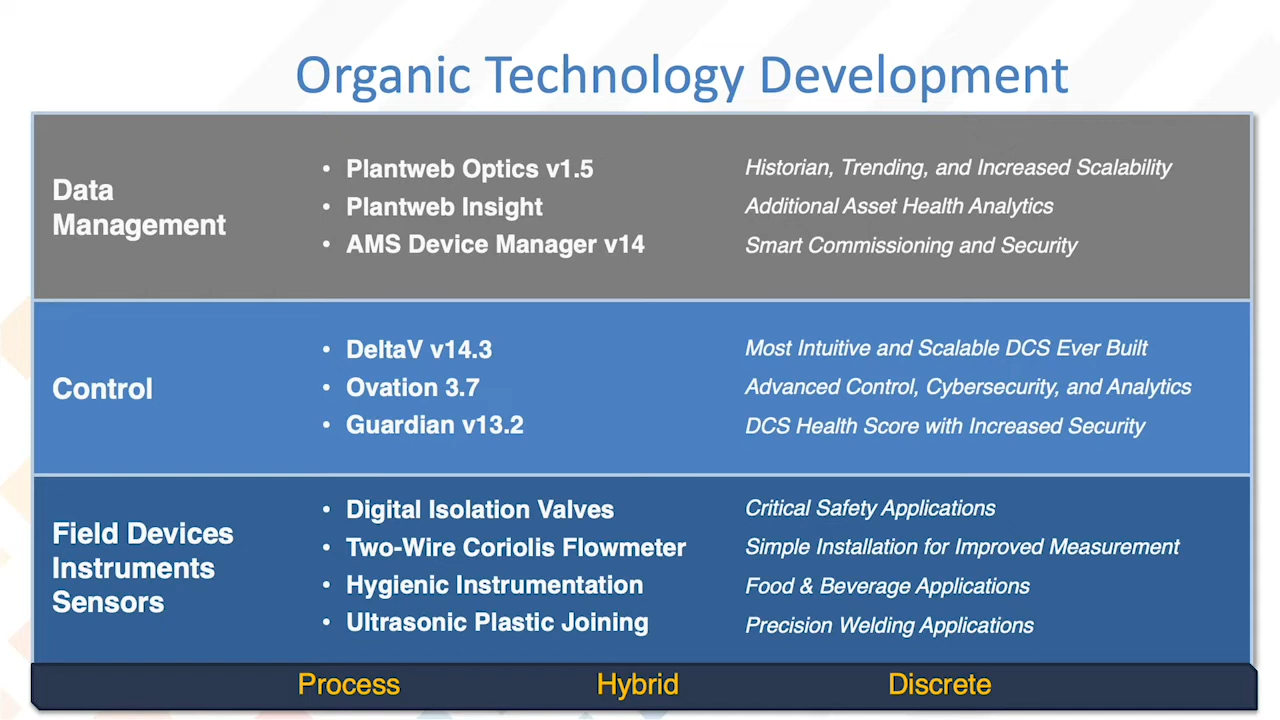 Organic Technology Development
Data
Management
• Plantweb Optics v1.5
Historian, Trending, and Increased Scalability
• Plantweb Insight
Additional Asset Health Analytics
• AMS Device Manager v14
Smart Commissioning and Security
Control
• DeltaV v14.3
Most Intuitive and Scalable DCS Ever Built
• Ovation 3.7
Advanced Control, Cybersecurity, and Analytics
• Guardian v13.2
DCS Health Score with Increased Security
Field Devices
Instruments
Sensors
• Digital Isolation Valves
Critical Safety Applications
• Two-Wire Coriolis Flowmeter
Simple Installation for Improved Measurement
• Hygienic Instrumentation
Food & Beverage Applications
• Ultrasonic Plastic Joining
Precision Welding Applications
Process Hybrid Discrete